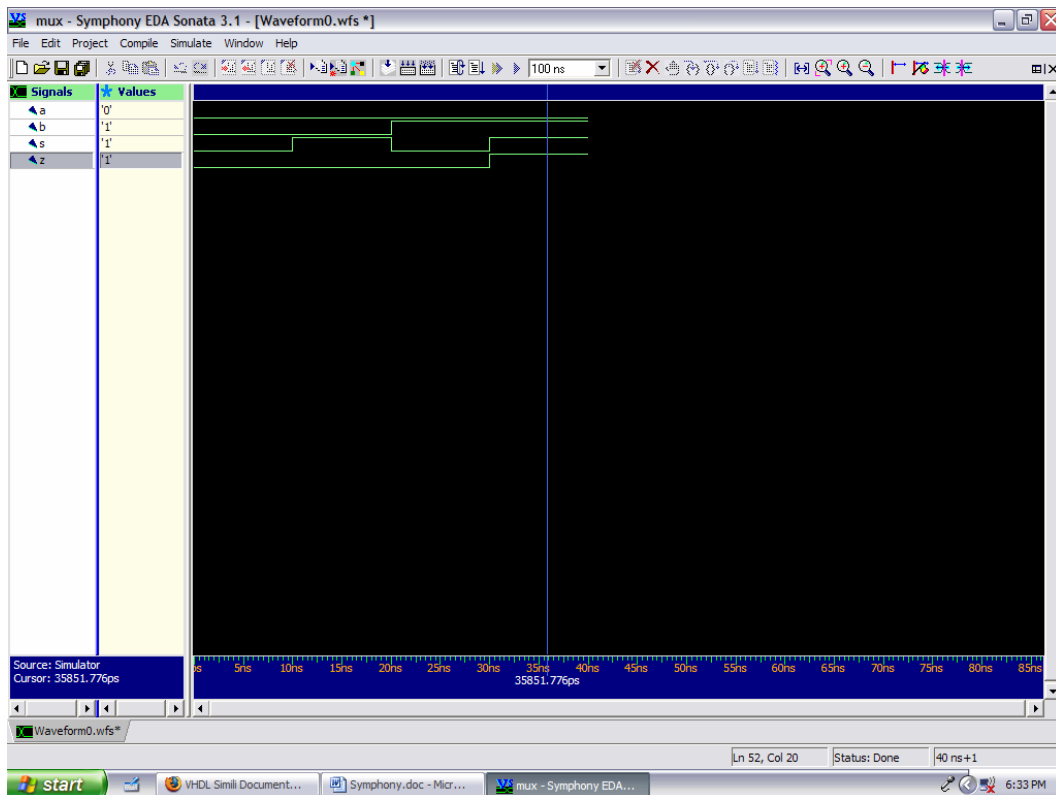 mux - Symphony EDA Sonata 3.1 - [Waveform0.wfs *]
File Edit Project Compile Simulate Window Help
100 ns
Signals Values
a '0'
b '1'
s '1'
z '1'
Source: Simulator
Cursor: 35851.776ps
5ns 10ns 15ns 20ns 25ns 30ns 35ns 40ns 45ns 50ns 55ns 60ns 65ns 70ns 75ns 80ns 85ns
35851.776ps
Waveform0.wfs*
Ln 52, Col 20 Status: Done 40 ns+1
start VHDL Simili Document... Symphony.doc - Micr... mux - Symphony EDA... 6:33 PM